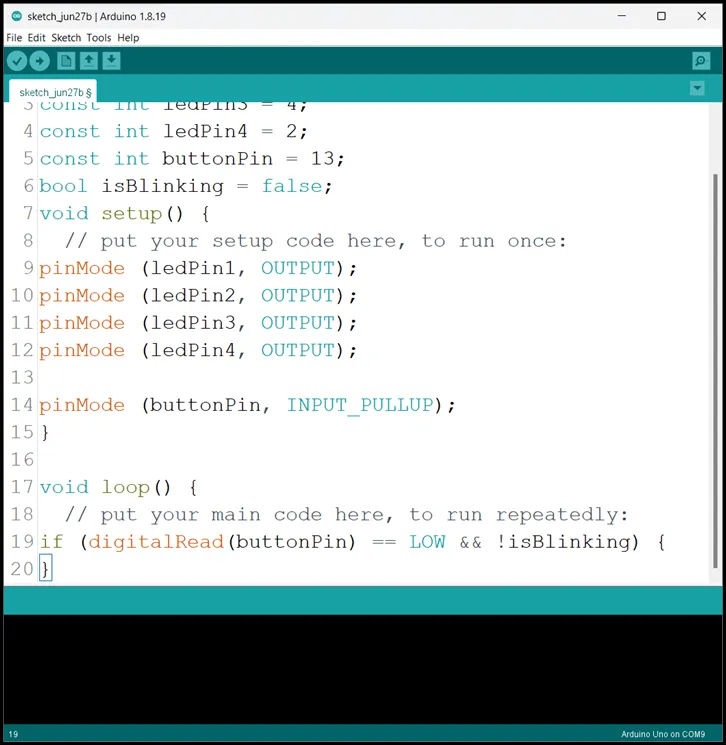 sketch_jun27b | Arduino 1.8.19
File Edit Sketch Tools Help
sketch_jun27b §
3 const int ledPin3 = 4;
4 const int ledPin4 = 2;
5 const int buttonPin = 13;
6 bool isBlinking = false;
7 void setup() {
8   // put your setup code here, to run once:
9 pinMode (ledPin1, OUTPUT);
10 pinMode (ledPin2, OUTPUT);
11 pinMode (ledPin3, OUTPUT);
12 pinMode (ledPin4, OUTPUT);
13
14 pinMode (buttonPin, INPUT_PULLUP);
15 }
16
17 void loop() {
18   // put your main code here, to run repeatedly:
19 if (digitalRead(buttonPin) == LOW && !isBlinking) {
20 }
19 Arduino Uno on COM9